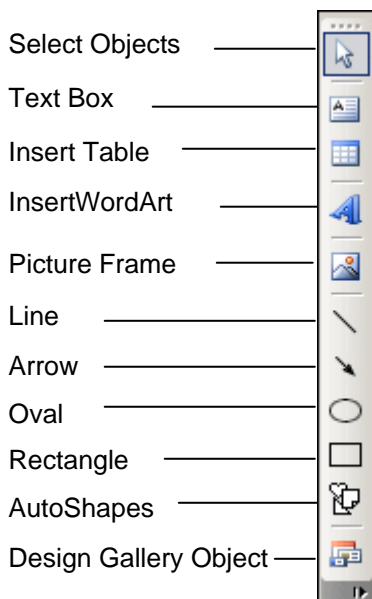 Select Objects
Text Box
Insert Table
InsertWordArt
Picture Frame
Line
Arrow
Oval
Rectangle
AutoShapes
Design Gallery Object